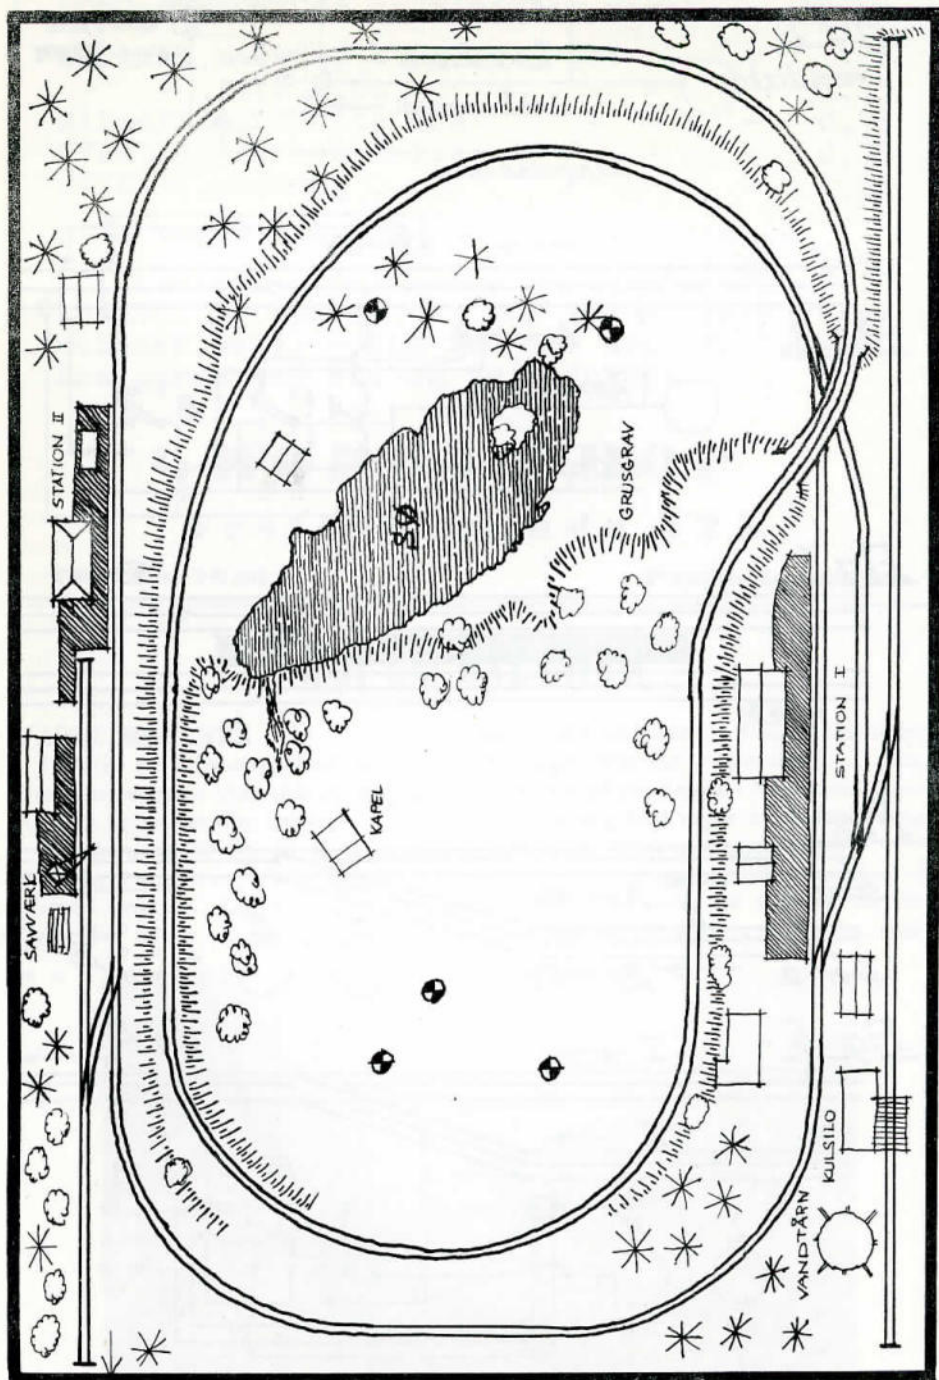 STATION II
SØ
GRUSGRAV
KAPEL
STATION I
SAVVÆRK
KULSILO
VANDTÅRN